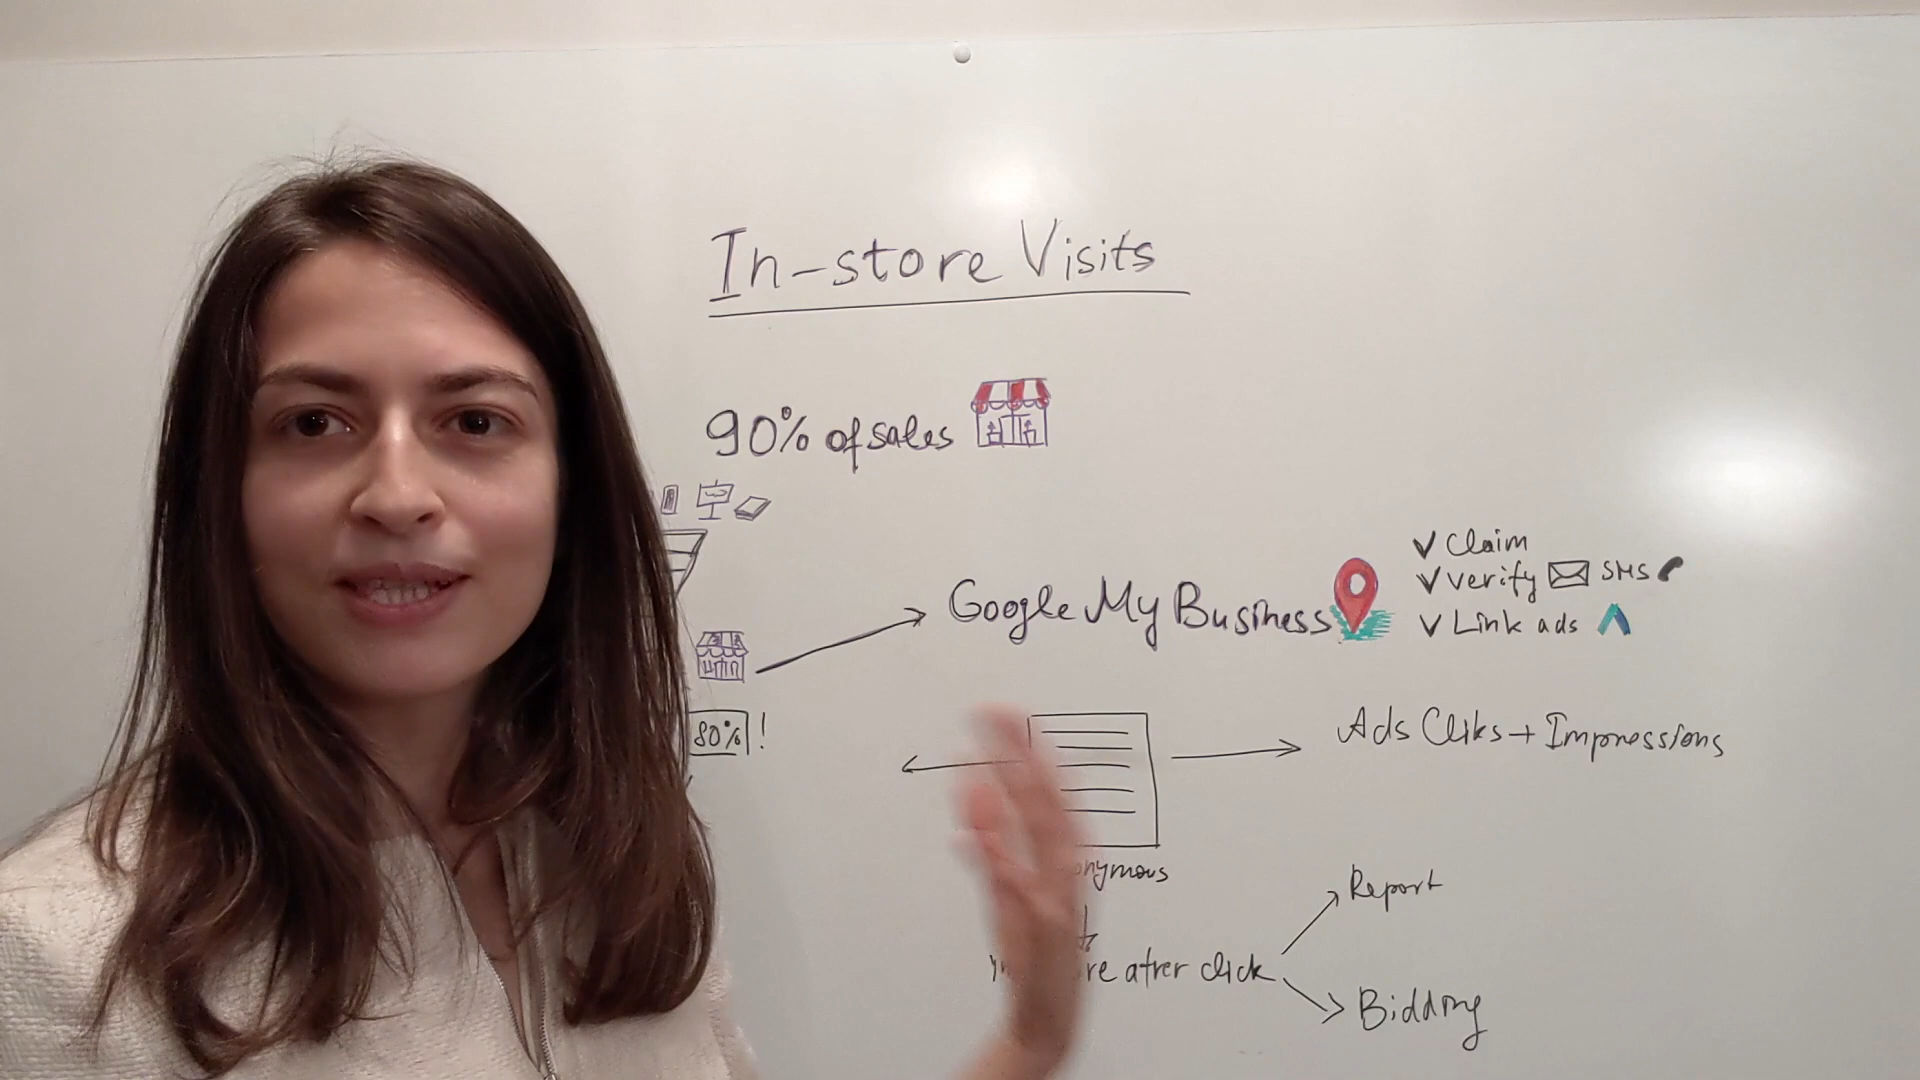 In-store Visits
90% of sales
Google My Business
✓ Claim
✓ verify SMS
✓ Link ads
80% !
Ads Cliks + Impressions
after click
Report
Bidding